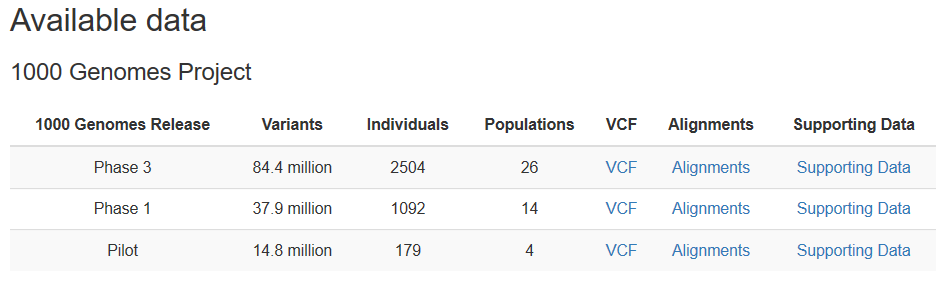 Available data
1000 Genomes Project
1000 Genomes Release Variants Individuals Populations VCF Alignments Supporting Data
Phase 3 84.4 million 2504 26 VCF Alignments Supporting Data
Phase 1 37.9 million 1092 14 VCF Alignments Supporting Data
Pilot 14.8 million 179 4 VCF Alignments Supporting Data